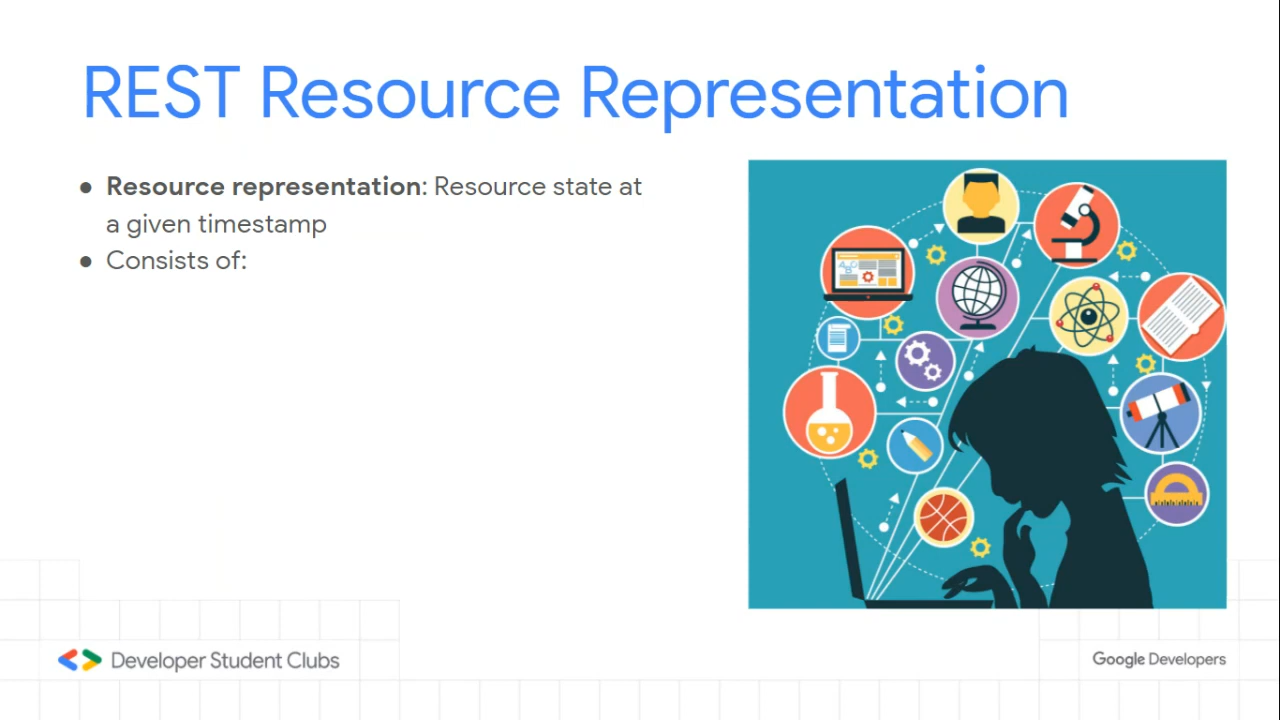 REST Resource Representation
● Resource representation: Resource state at
a given timestamp
● Consists of:
Developer Student Clubs
Google Developers